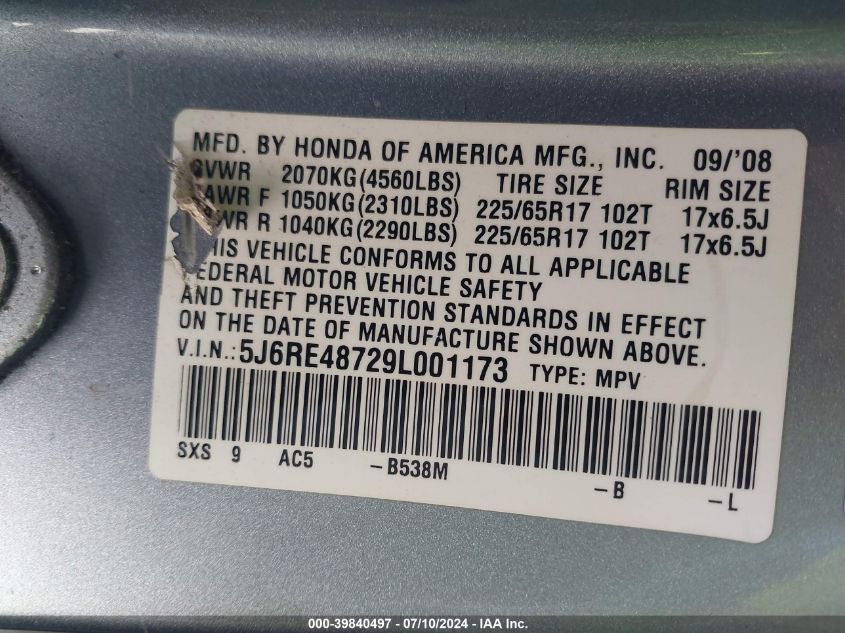 MFD. BY HONDA OF AMERICA MFG., INC. 09/'08
GVWR 2070KG(4560LBS) TIRE SIZE RIM SIZE
GAWR F 1050KG(2310LBS) 225/65R17 102T 17x6.5J
GAWR R 1040KG(2290LBS) 225/65R17 102T 17x6.5J
THIS VEHICLE CONFORMS TO ALL APPLICABLE
FEDERAL MOTOR VEHICLE SAFETY
AND THEFT PREVENTION STANDARDS IN EFFECT
ON THE DATE OF MANUFACTURE SHOWN ABOVE.
V.I.N.: 5J6RE48729L001173 TYPE: MPV
SXS 9 AC5 -B538M -B -L
000-39840497 - 07/10/2024 - IAA Inc.